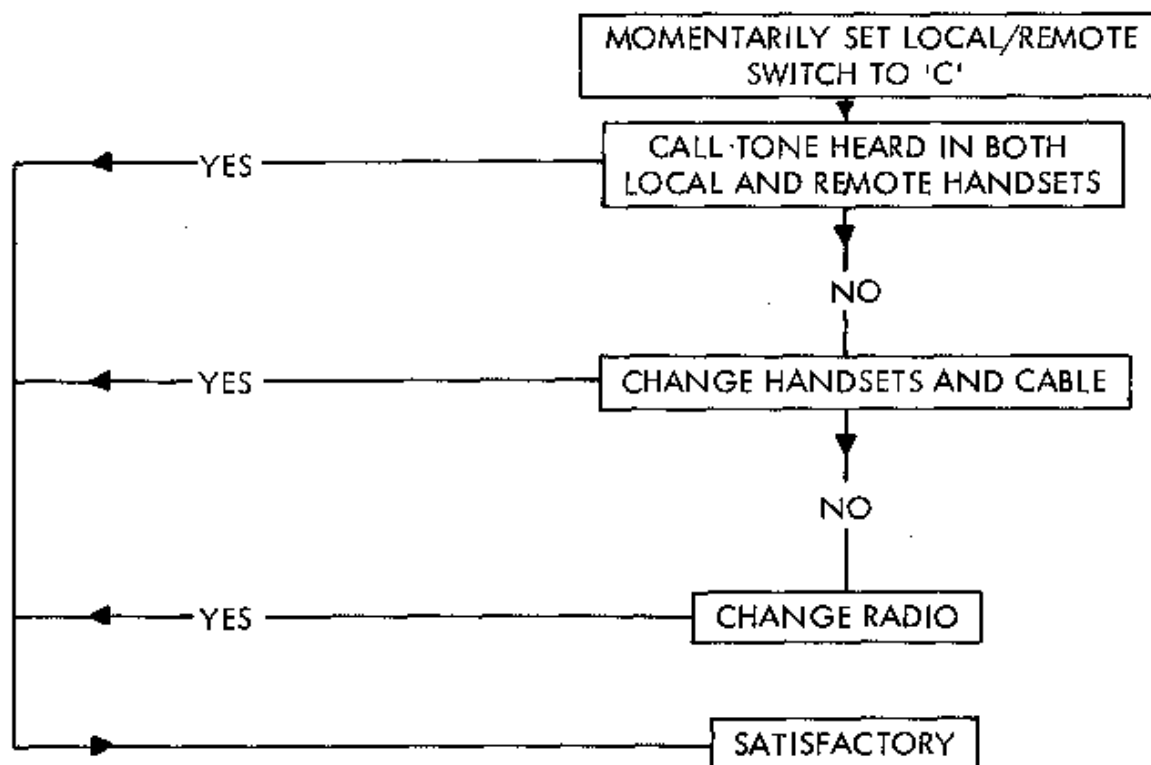 MOMENTARILY SET LOCAL/REMOTE
SWITCH TO 'C'
CALL TONE HEARD IN BOTH
LOCAL AND REMOTE HANDSETS
YES
NO
CHANGE HANDSETS AND CABLE
YES
NO
CHANGE RADIO
YES
SATISFACTORY